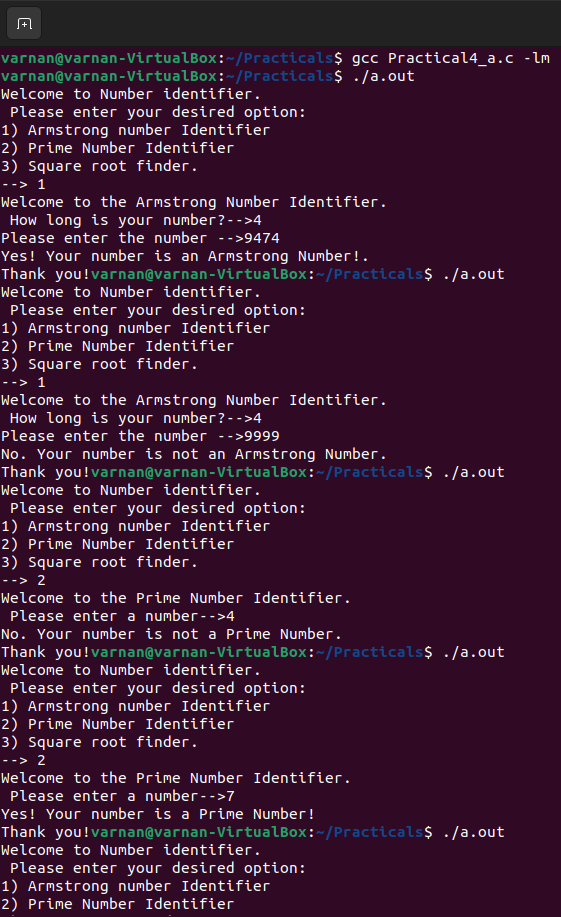 varnan@varnan-VirtualBox:~/Practicals$ gcc Practical4_a.c -lm
varnan@varnan-VirtualBox:~/Practicals$ ./a.out
Welcome to Number identifier.
 Please enter your desired option:
1) Armstrong number Identifier
2) Prime Number Identifier
3) Square root finder.
--> 1
Welcome to the Armstrong Number Identifier.
 How long is your number?-->4
Please enter the number -->9474
Yes! Your number is an Armstrong Number!.
Thank you!varnan@varnan-VirtualBox:~/Practicals$ ./a.out
Welcome to Number identifier.
 Please enter your desired option:
1) Armstrong number Identifier
2) Prime Number Identifier
3) Square root finder.
--> 1
Welcome to the Armstrong Number Identifier.
 How long is your number?-->4
Please enter the number -->9999
No. Your number is not an Armstrong Number.
Thank you!varnan@varnan-VirtualBox:~/Practicals$ ./a.out
Welcome to Number identifier.
 Please enter your desired option:
1) Armstrong number Identifier
2) Prime Number Identifier
3) Square root finder.
--> 2
Welcome to the Prime Number Identifier.
 Please enter a number-->4
No. Your number is not a Prime Number.
Thank you!varnan@varnan-VirtualBox:~/Practicals$ ./a.out
Welcome to Number identifier.
 Please enter your desired option:
1) Armstrong number Identifier
2) Prime Number Identifier
3) Square root finder.
--> 2
Welcome to the Prime Number Identifier.
 Please enter a number-->7
Yes! Your number is a Prime Number!
Thank you!varnan@varnan-VirtualBox:~/Practicals$ ./a.out
Welcome to Number identifier.
 Please enter your desired option:
1) Armstrong number Identifier
2) Prime Number Identifier